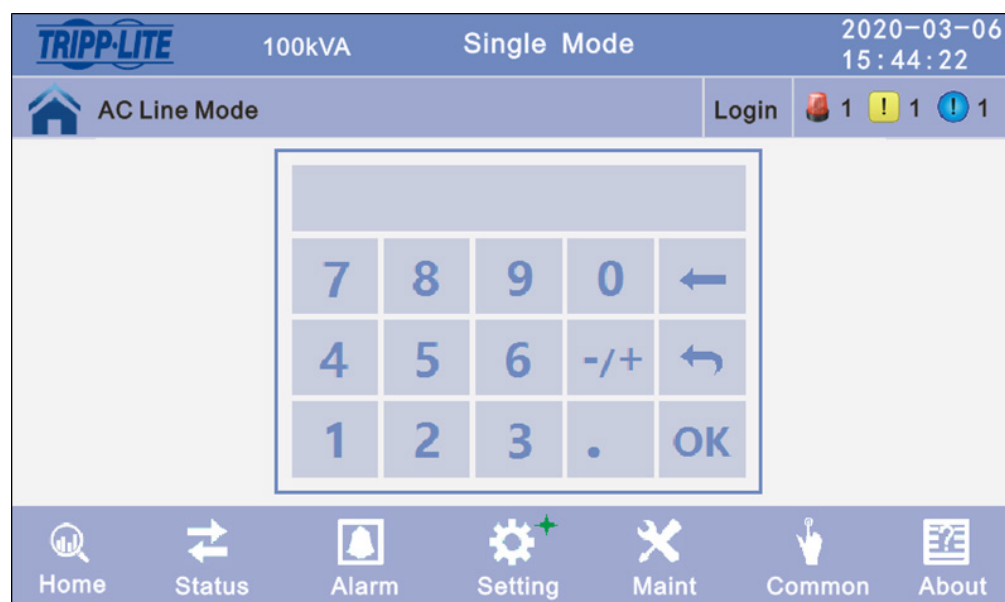 TRIPP·LITE 100kVA Single Mode 2020-03-06
15:44:22
AC Line Mode Login 1 ! 1 ! 1
7 8 9 0 ←
4 5 6 -/+
1 2 3 . OK
Home Status Alarm Setting Maint Common About